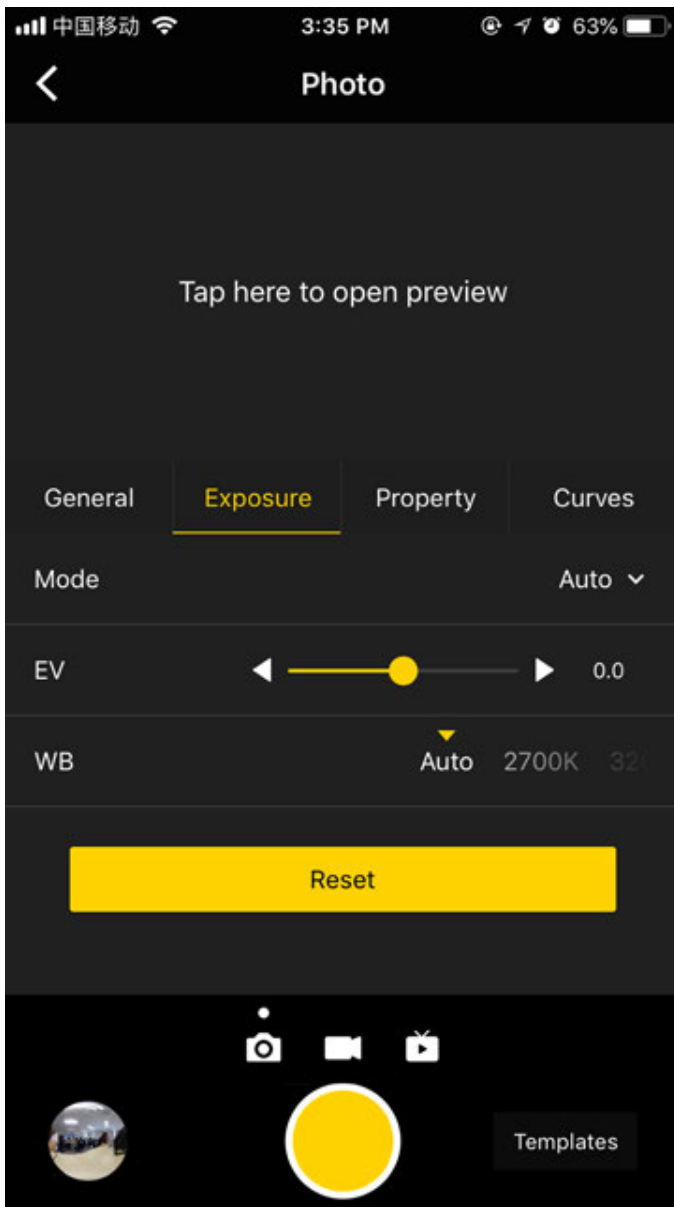 中国移动 3:35 PM 63%
Photo
Tap here to open preview
General Exposure Property Curves
Mode Auto
EV 0.0
WB Auto 2700K
Reset
Templates